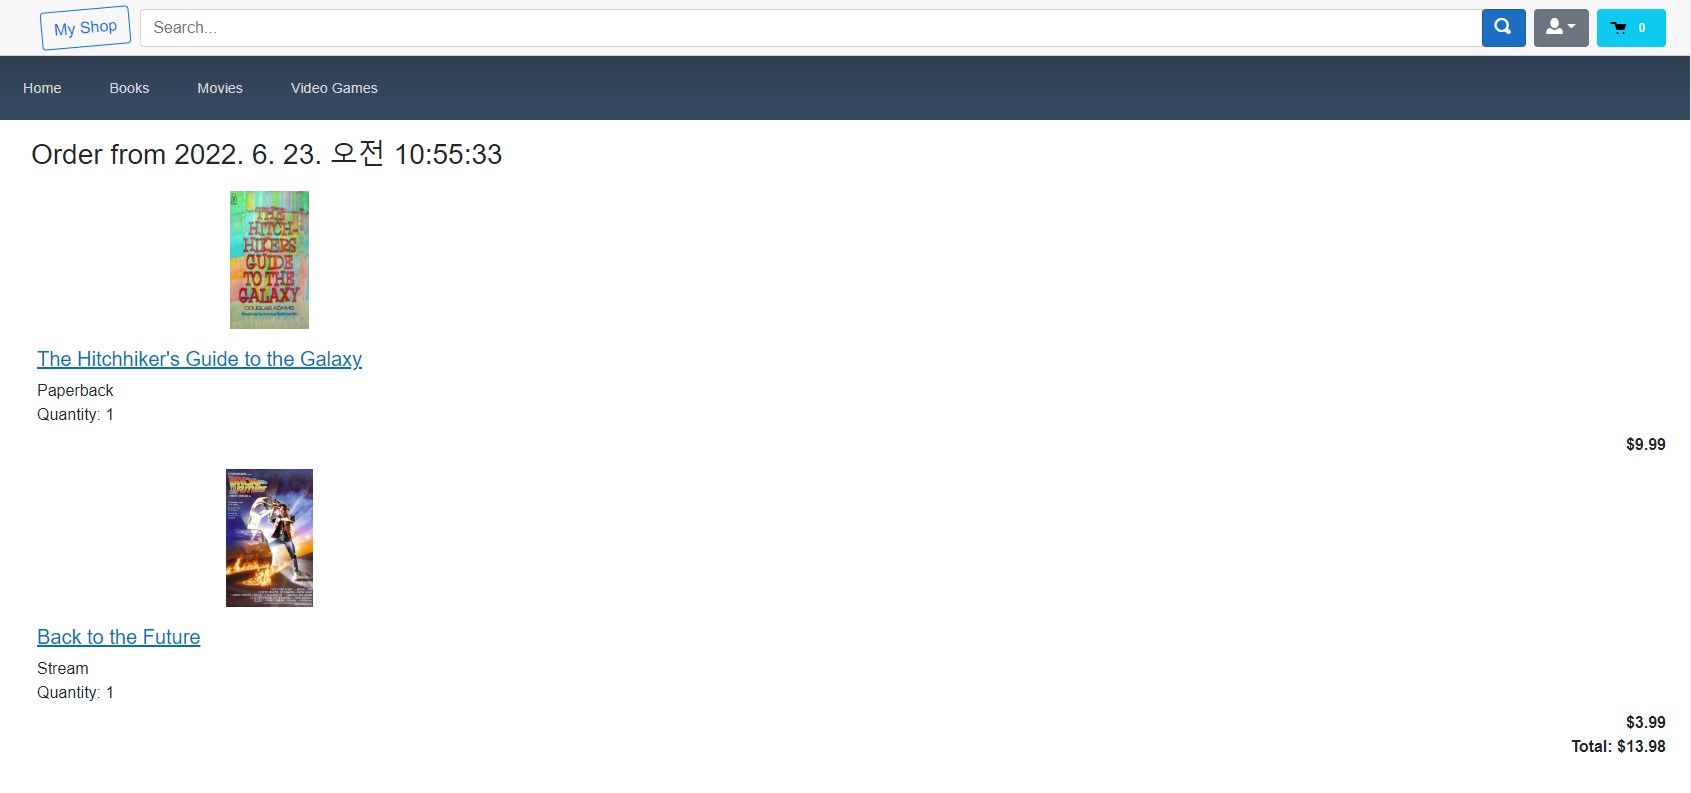 My Shop
Search...
0
Home Books Movies Video Games
Order from 2022. 6. 23. 오전 10:55:33
THE
HITCH-
HIKERS
GUIDE
TO THE
GALAXY
DOUGLAS ADAMS
The Hitchhiker's Guide to the Galaxy
Paperback
Quantity: 1
$9.99
Back to the Future
Stream
Quantity: 1
$3.99
Total: $13.98